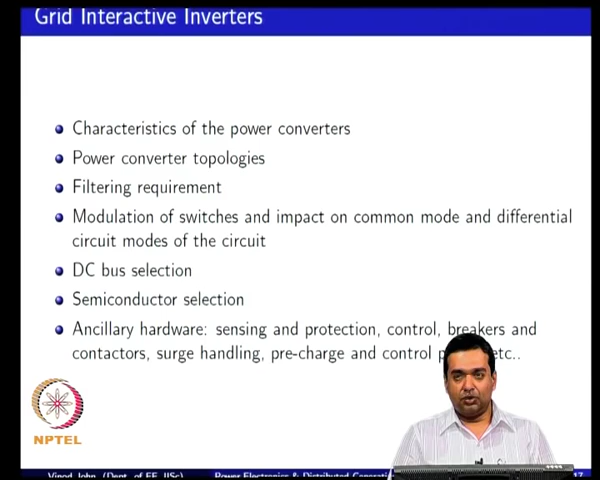 Grid Interactive Inverters
Characteristics of the power converters
Power converter topologies
Filtering requirement
Modulation of switches and impact on common mode and differential
circuit modes of the circuit
DC bus selection
Semiconductor selection
Ancillary hardware: sensing and protection, control, breakers and
contactors, surge handling, pre-charge and control etc..
NPTEL
Vinod John (Dept. of EE, IISc) Power Electronics & Distributed Generation 17